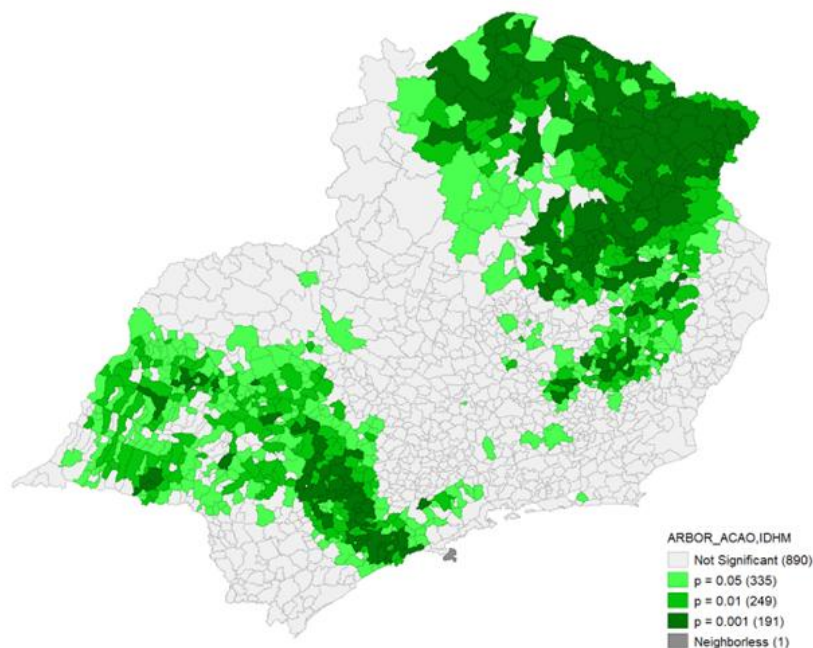 ARBOR_ACAO,IDHM
Not Significant (890)
p = 0.05 (335)
p = 0.01 (249)
p = 0.001 (191)
Neighborless (1)